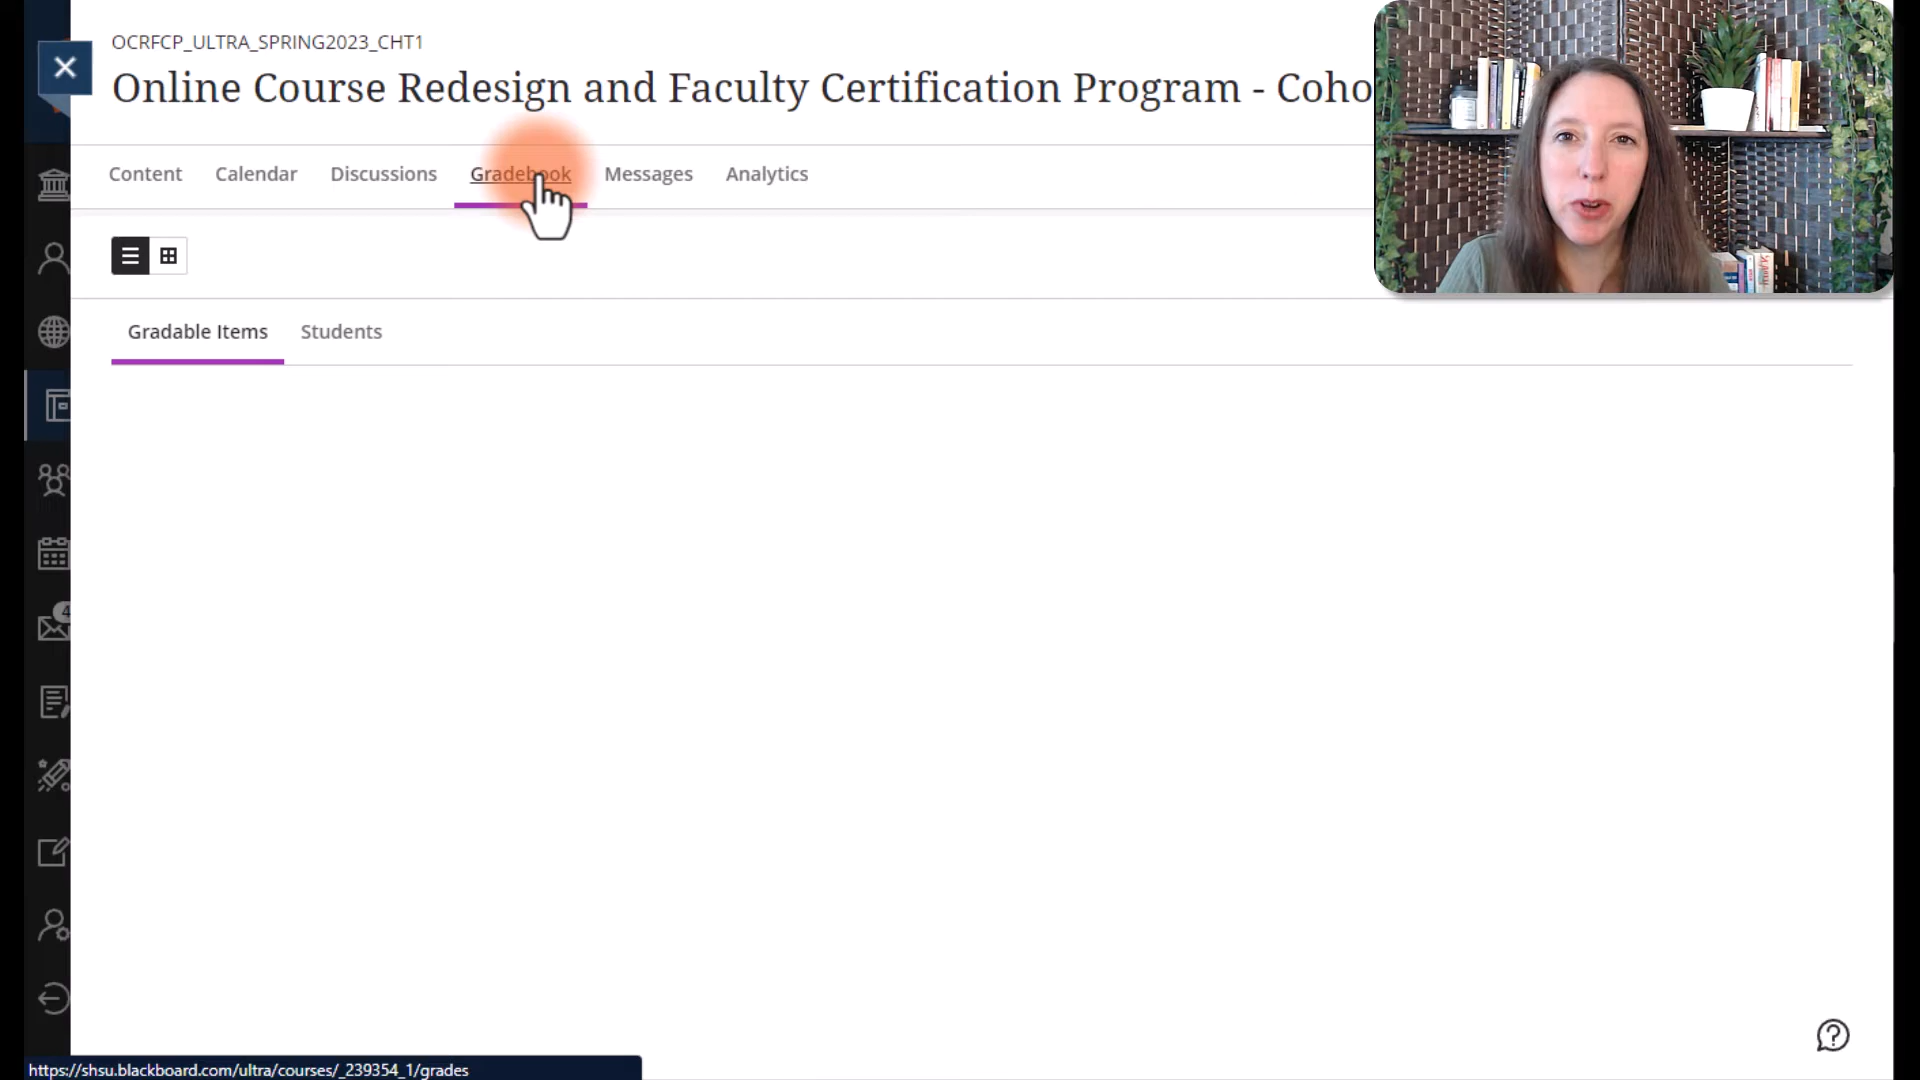 OCRFCP_ULTRA_SPRING2023_CHT1
Online Course Redesign and Faculty Certification Program - Coho
Content Calendar Discussions Gradebook Messages Analytics
Gradable Items Students
4
https://shsu.blackboard.com/ultra/courses/_239354_1/grades